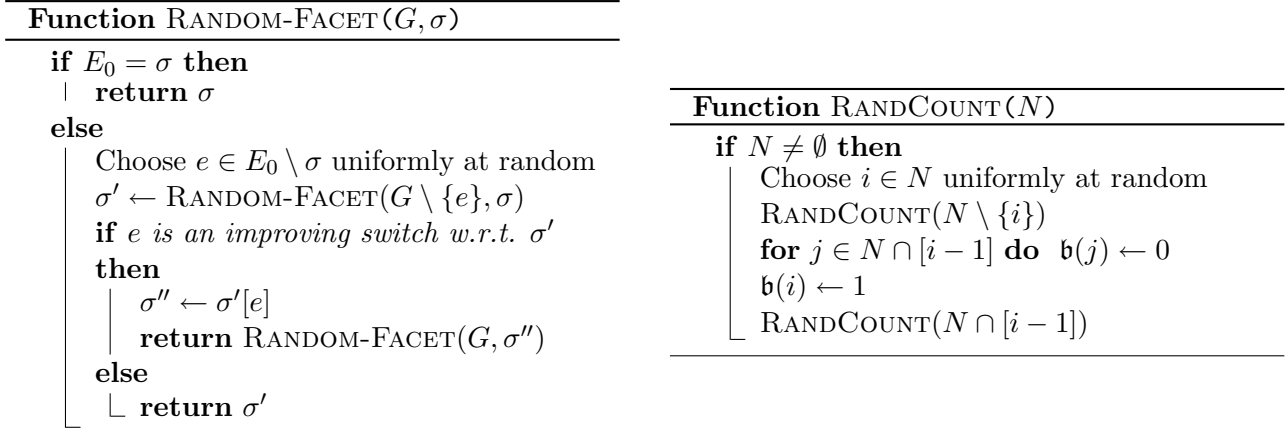 Function RANDOM-FACET(G, σ)
if E₀ = σ then
return σ
else
Choose e ∈ E₀ \ σ uniformly at random
σ′ ← RANDOM-FACET(G \ {e}, σ)
if e is an improving switch w.r.t. σ′
then
σ′′ ← σ′[e]
return RANDOM-FACET(G, σ′′)
else
return σ′
Function RANDCOUNT(N)
if N ≠ ∅ then
Choose i ∈ N uniformly at random
RANDCOUNT(N \ {i})
for j ∈ N ∩ [i − 1] do 𝔟(j) ← 0
𝔟(i) ← 1
RANDCOUNT(N ∩ [i − 1])